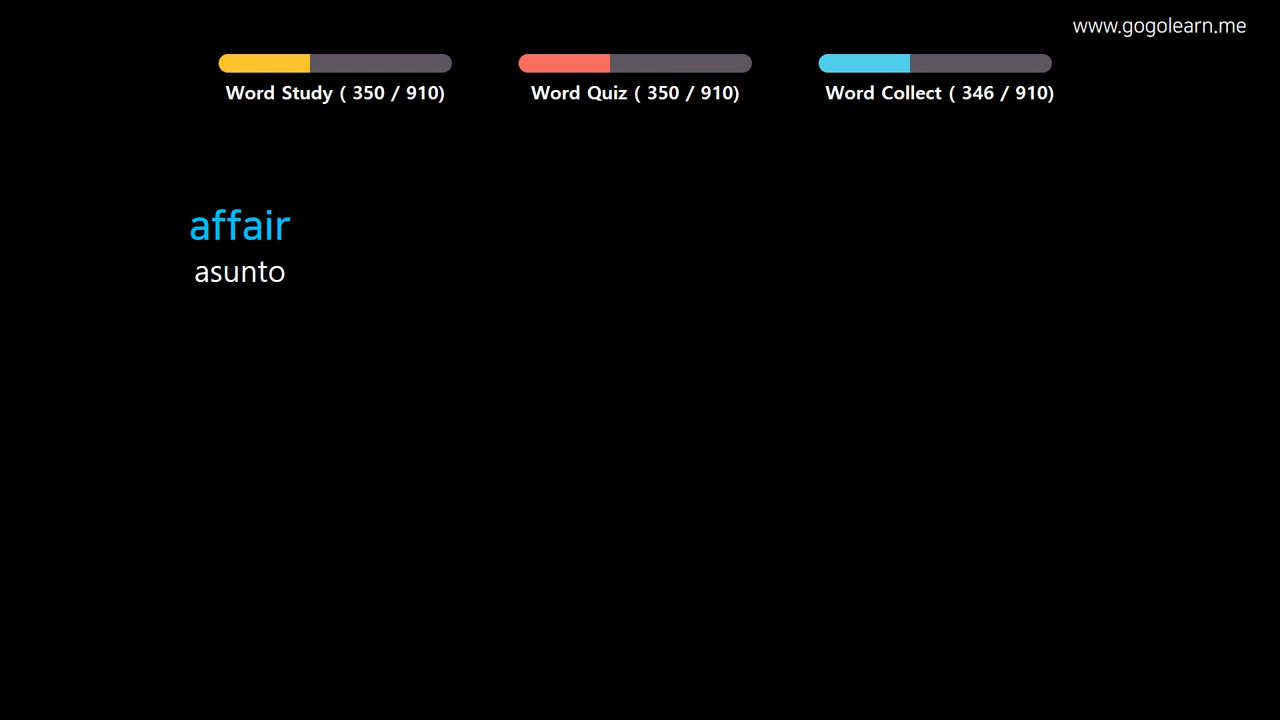 www.gogolearn.me
Word Study ( 350 / 910)
Word Quiz ( 350 / 910)
Word Collect ( 346 / 910)
affair
asunto